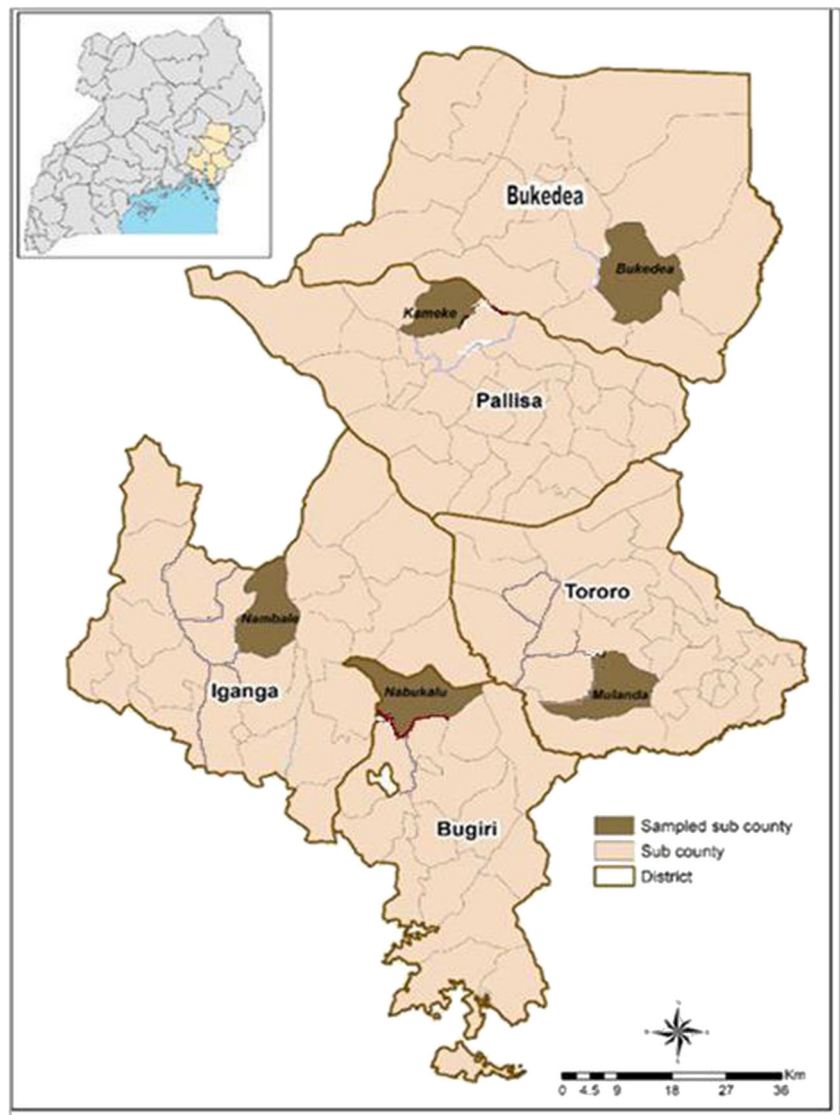 Bukedea
Bukedea
Kameke
Pallisa
Tororo
Nambale
Iganga
Nabukalu
Mulanda
Bugiri
Sampled sub county
Sub county
District
Km
0 4.5 9 18 27 36